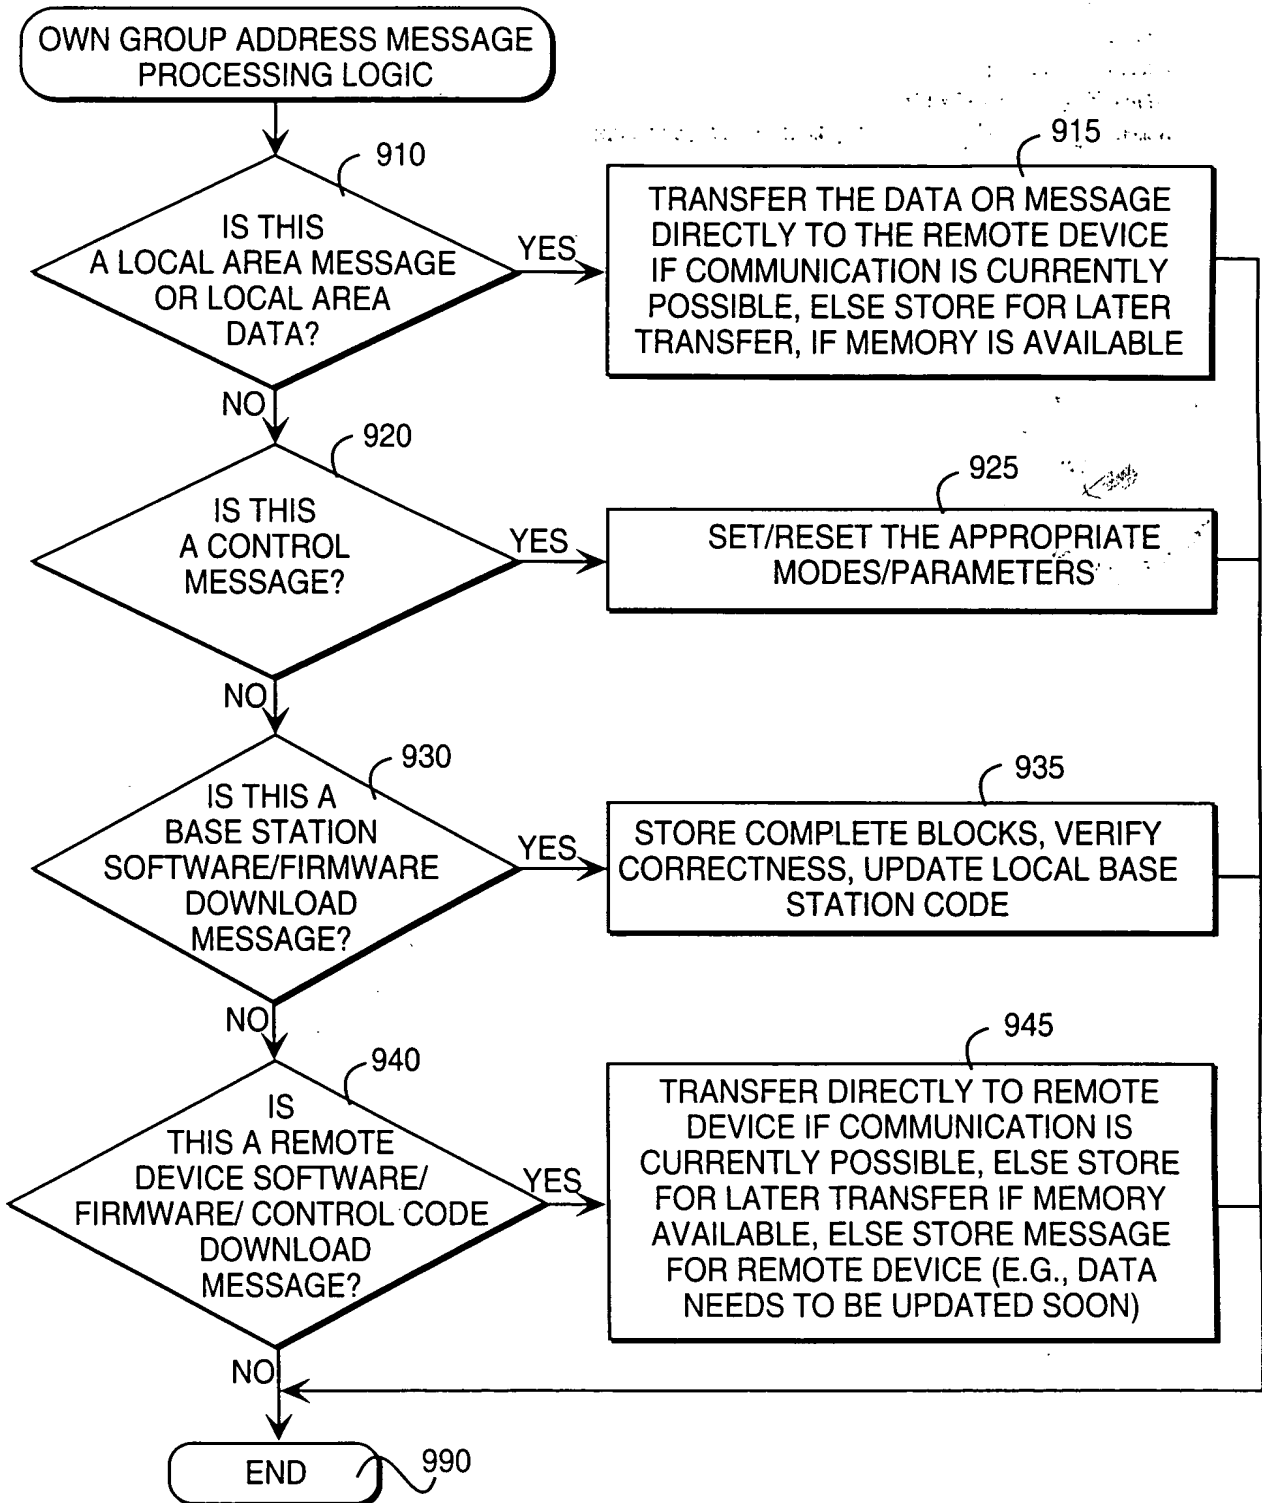 OWN GROUP ADDRESS MESSAGE
PROCESSING LOGIC
910
IS THIS
A LOCAL AREA MESSAGE
OR LOCAL AREA
DATA?
YES
915
TRANSFER THE DATA OR MESSAGE
DIRECTLY TO THE REMOTE DEVICE
IF COMMUNICATION IS CURRENTLY
POSSIBLE, ELSE STORE FOR LATER
TRANSFER, IF MEMORY IS AVAILABLE
NO
920
IS THIS
A CONTROL
MESSAGE?
YES
925
SET/RESET THE APPROPRIATE
MODES/PARAMETERS
NO
930
IS THIS A
BASE STATION
SOFTWARE/FIRMWARE
DOWNLOAD
MESSAGE?
YES
935
STORE COMPLETE BLOCKS, VERIFY
CORRECTNESS, UPDATE LOCAL BASE
STATION CODE
NO
940
IS
THIS A REMOTE
DEVICE SOFTWARE/
FIRMWARE/ CONTROL CODE
DOWNLOAD
MESSAGE?
YES
945
TRANSFER DIRECTLY TO REMOTE
DEVICE IF COMMUNICATION IS
CURRENTLY POSSIBLE, ELSE STORE
FOR LATER TRANSFER IF MEMORY
AVAILABLE, ELSE STORE MESSAGE
FOR REMOTE DEVICE (E.G., DATA
NEEDS TO BE UPDATED SOON)
NO
END
990